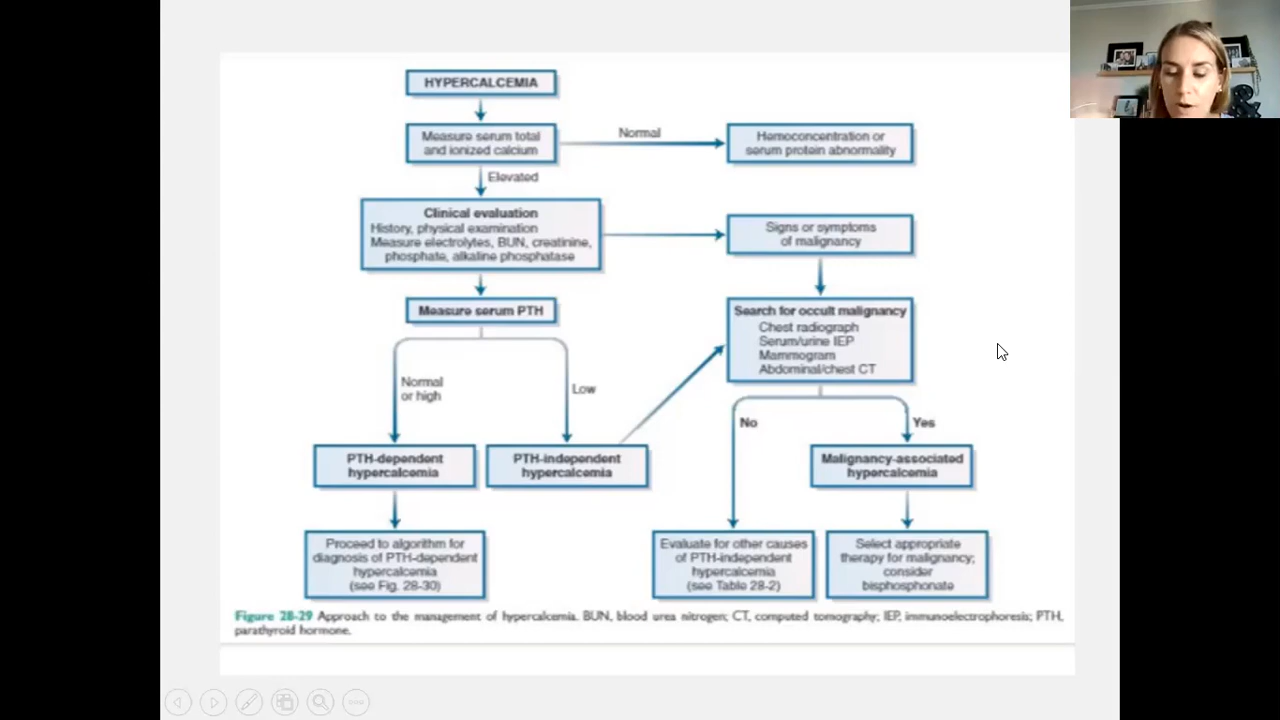 HYPERCALCEMIA
Measure serum total
and ionized calcium
Normal
Hemoconcentration or
serum protein abnormality
Elevated
Clinical evaluation
History, physical examination
Measure electrolytes, BUN, creatinine,
phosphate, alkaline phosphatase
Signs or symptoms
of malignancy
Measure serum PTH
Search for occult malignancy
Chest radiograph
Serum/urine IEP
Mammogram
Abdominal/chest CT
Normal
or high
Low
No
Yes
PTH-dependent
hypercalcemia
PTH-independent
hypercalcemia
Malignancy-associated
hypercalcemia
Proceed to algorithm for
diagnosis of PTH-dependent
hypercalcemia
(see Fig. 28-30)
Evaluate for other causes
of PTH-independent
hypercalcemia
(see Table 28-2)
Select appropriate
therapy for malignancy;
consider
bisphosphonate
Figure 28-29 Approach to the management of hypercalcemia. BUN, blood urea nitrogen; CT, computed tomography; IEP, immunoelectrophoresis; PTH,
parathyroid hormone.